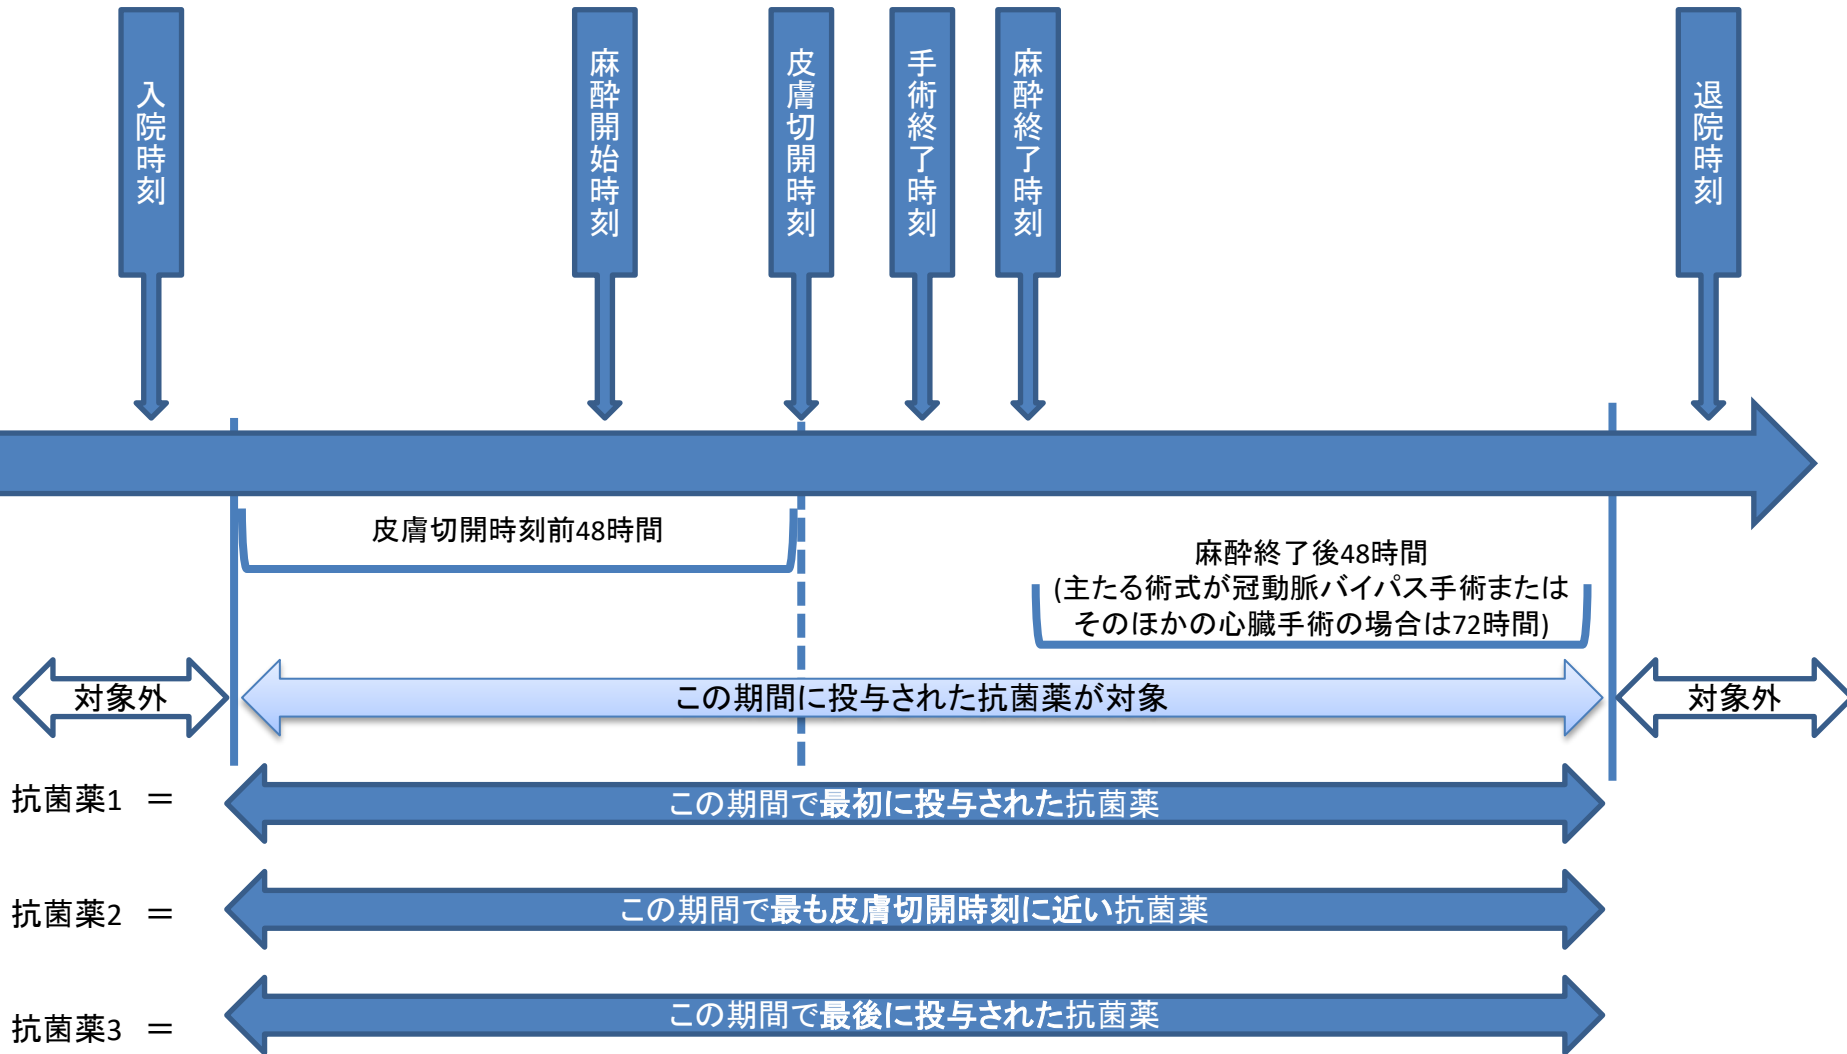 入院時刻
麻酔開始時刻
皮膚切開時刻
手術終了時刻
麻酔終了時刻
退院時刻
皮膚切開時刻前48時間
麻酔終了後48時間
(主たる術式が冠動脈バイパス手術または
そのほかの心臓手術の場合は72時間)
対象外
この期間に投与された抗菌薬が対象
対象外
抗菌薬1 ＝
この期間で最初に投与された抗菌薬
抗菌薬2 ＝
この期間で最も皮膚切開時刻に近い抗菌薬
抗菌薬3 ＝
この期間で最後に投与された抗菌薬